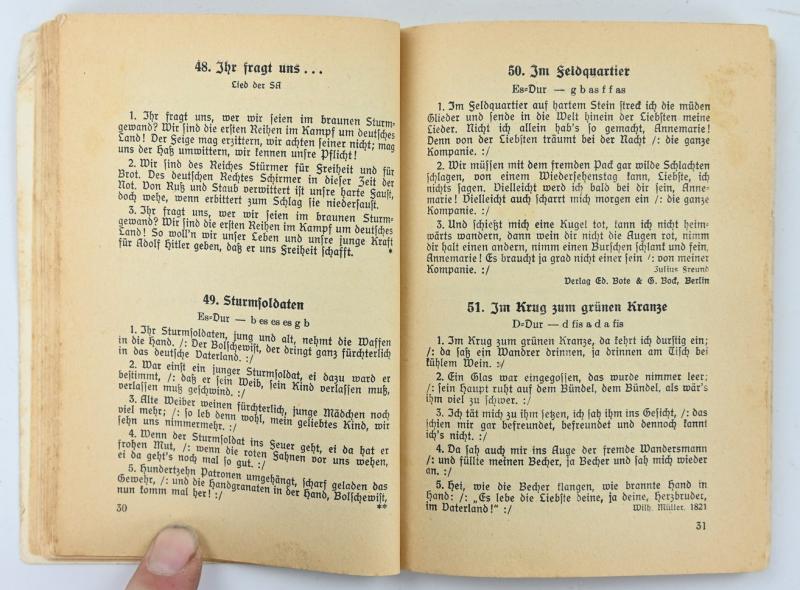 48. Ihr fragt uns ...
Lied der SA
1. Ihr fragt uns, wer wir seien im braunen Sturm-
gewand? Wir sind die ersten Reihen im Kampf um deutsches
Land! Der Feige mag erzittern, wir achten seiner nicht; mag
uns der Haß umwittern, wir kennen unsre Pflicht!
2. Wir sind des Reiches Stürmer für Freiheit und für
Brot. Des deutschen Rechtes Schirmer in dieser Zeit der
Not. Von Ruß und Staub verwittert ist unsre harte Faust,
doch wehe, wenn erbittert zum Schlag sie niedersaust.
3. Ihr fragt uns, wer wir seien im braunen Sturm-
gewand? Wir sind die ersten Reihen im Kampf um deutsches
Land! So woll'n wir unser Leben und unsre junge Kraft
für Adolf Hitler geben, daß er uns Freiheit schafft. *
49. Sturmsoldaten
Es-Dur — b es es es g b
1. Ihr Sturmsoldaten, jung und alt, nehmt die Waffen
in die Hand. /: Der Bolschewist, der dringt ganz fürchterlich
in das deutsche Vaterland. :/
2. War einst ein junger Sturmsoldat, ei dazu ward er
bestimmt, /: daß er sein Weib, sein Kind verlassen muß,
verlassen muß geschwind. :/
3. Alte Weiber weinen fürchterlich, junge Mädchen noch
viel mehr; /: so leb denn wohl, mein geliebtes Kind, wir
sehn uns nimmermehr. :/
4. Wenn der Sturmsoldat ins Feuer geht, ei da hat er
frohen Mut, /: wenn die roten Fahnen vor uns wehen,
ei da geht's noch mal so gut. :/
5. Hundertzehn Patronen umgehängt, scharf geladen das
Gewehr, /: und die Handgranaten in der Hand, Bolschewist,
nun komm mal her! :/
30 **
50. Im Feldquartier
Es-Dur — g b as f f as
1. Im Feldquartier auf hartem Stein streck ich die müden
Glieder und sende in die Welt hinein der Liebsten meine
Lieder. Nicht ich allein hab's so gemacht, Annemarie!
Denn von der Liebsten träumt bei der Nacht /: die ganze
Kompanie. :/
2. Wir müssen mit dem fremden Pack gar wilde Schlachten
schlagen, von einem Wiedersehenstag kann, Liebste, ich
nichts sagen. Vielleicht werd ich bald bei dir sein, Anne-
marie! Vielleicht auch scharrt mich morgen ein /: die ganze
Kompanie. :/
3. Und schießt mich eine Kugel tot, kann ich nicht heim-
wärts wandern, dann wein dir nicht die Augen rot, nimm
dir halt einen andern, nimm einen Burschen schlank und fein,
Annemarie! Es braucht ja grad nicht einer sein /: von meiner
Kompanie. :/ Julius Freund
Verlag Ed. Bote & G. Bock, Berlin
51. Im Krug zum grünen Kranze
D-Dur — d fis a d a fis
1. Im Krug zum grünen Kranze, da kehrt ich durstig ein;
/: da saß ein Wandrer drinnen, ja drinnen am Tisch bei
kühlem Wein. :/
2. Ein Glas war eingegossen, das wurde nimmer leer;
/: sein Haupt ruht auf dem Bündel, dem Bündel, als wär's
ihm viel zu schwer. :/
3. Ich tät mich zu ihm setzen, ich sah ihm ins Gesicht, /: das
schien mir gar befreundet, befreundet und dennoch kannt
ich's nicht. :/
4. Da sah auch mir ins Auge der fremde Wandersmann
/: und füllte meinen Becher, ja Becher und sah mich wieder
an. :/
5. Hei, wie die Becher klangen, wie brannte Hand in
Hand: /: „Es lebe die Liebste deine, ja deine, Herzbruder,
im Vaterland!" :/ Wilh. Müller. 1821
31